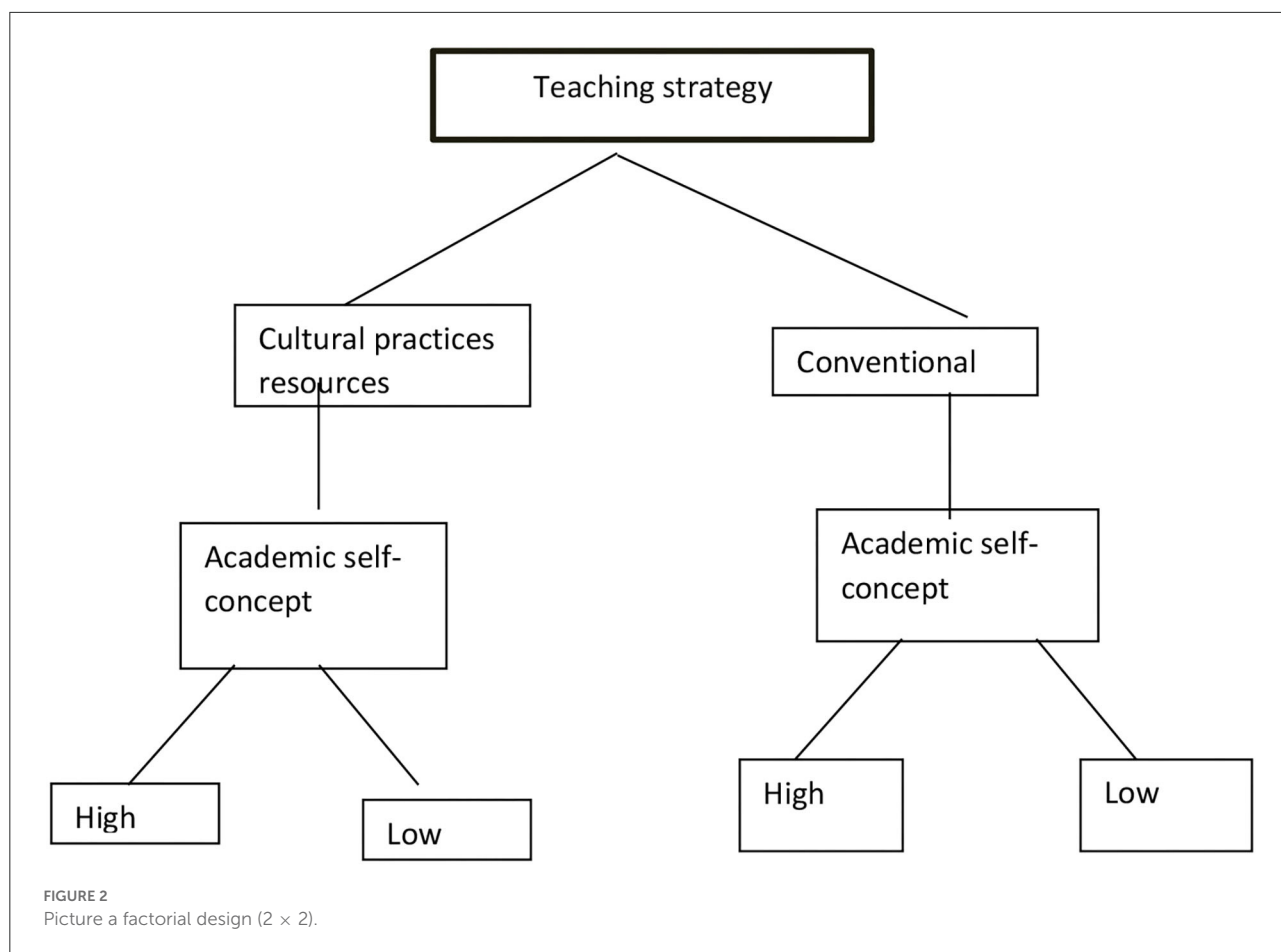 Teaching strategy
Cultural practices
resources
Conventional
Academic self-
concept
Academic self-
concept
High
Low
High
Low
FIGURE 2
Picture a factorial design (2 × 2).